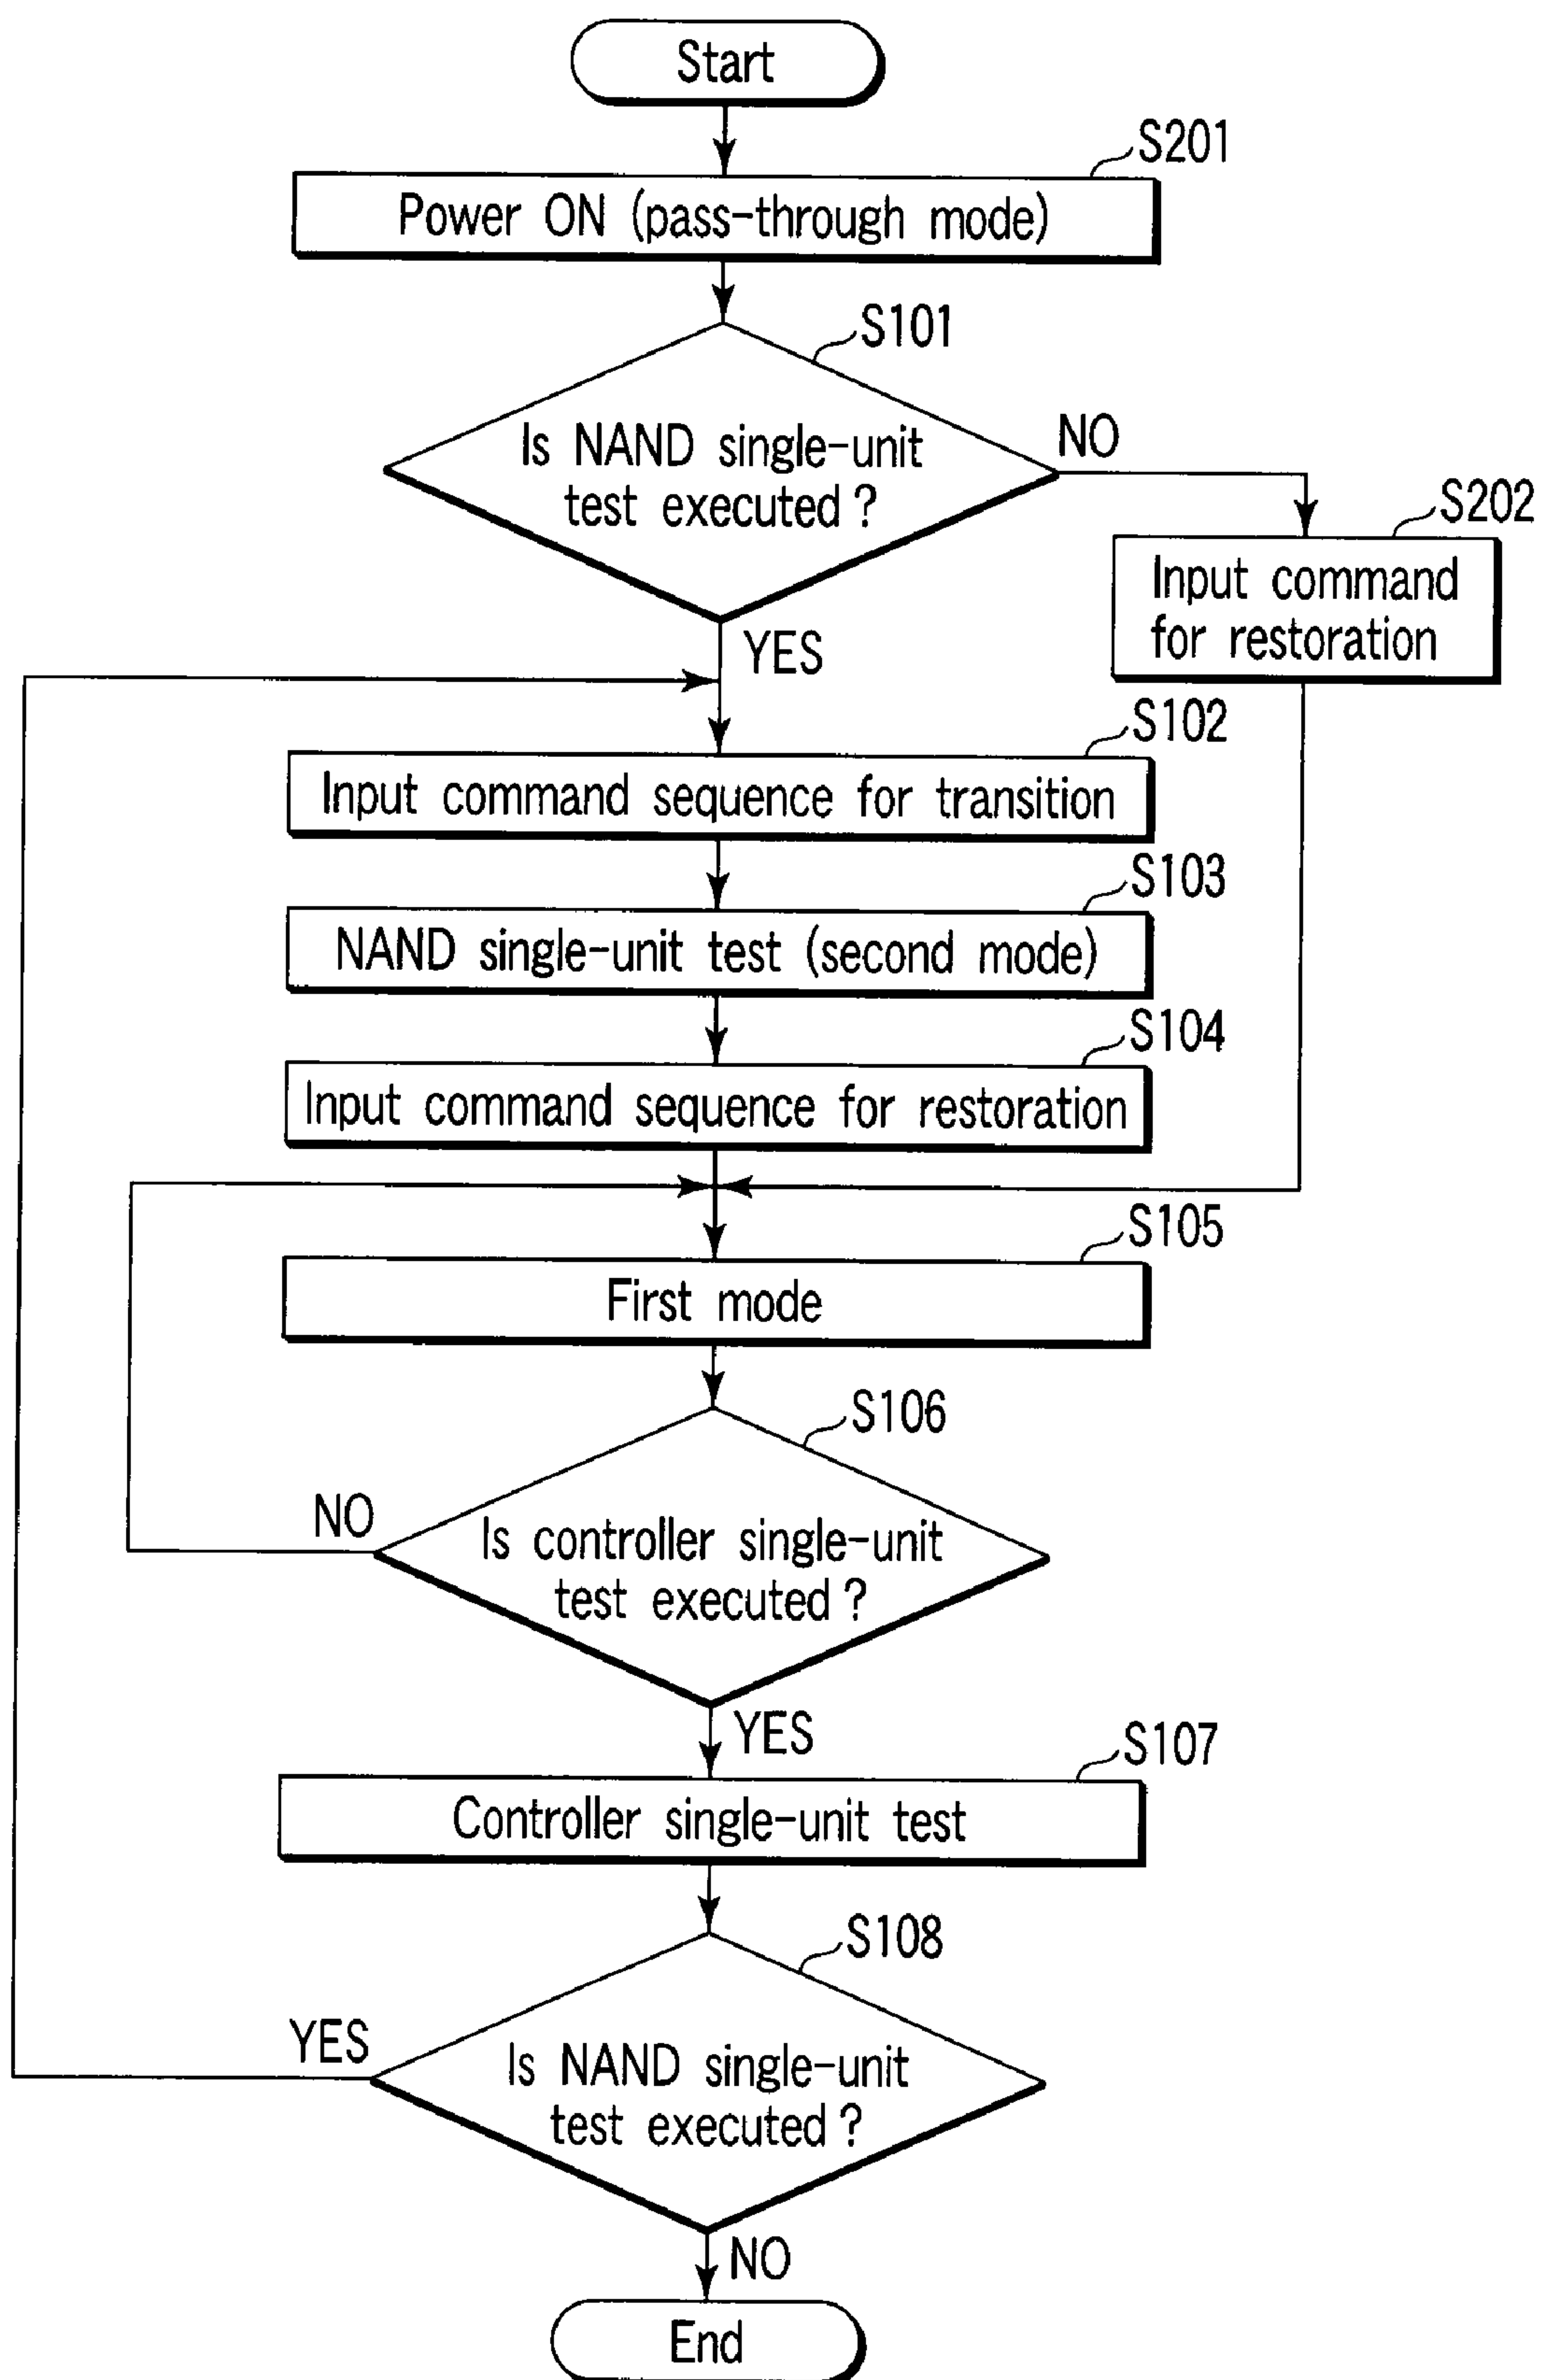 Start
S201
Power ON (pass-through mode)
S101
Is NAND single-unit
test executed ?
NO
S202
Input command
for restoration
YES
S102
Input command sequence for transition
S103
NAND single-unit test (second mode)
S104
Input command sequence for restoration
S105
First mode
S106
NO
Is controller single-unit
test executed ?
YES
S107
Controller single-unit test
S108
YES
Is NAND single-unit
test executed ?
NO
End